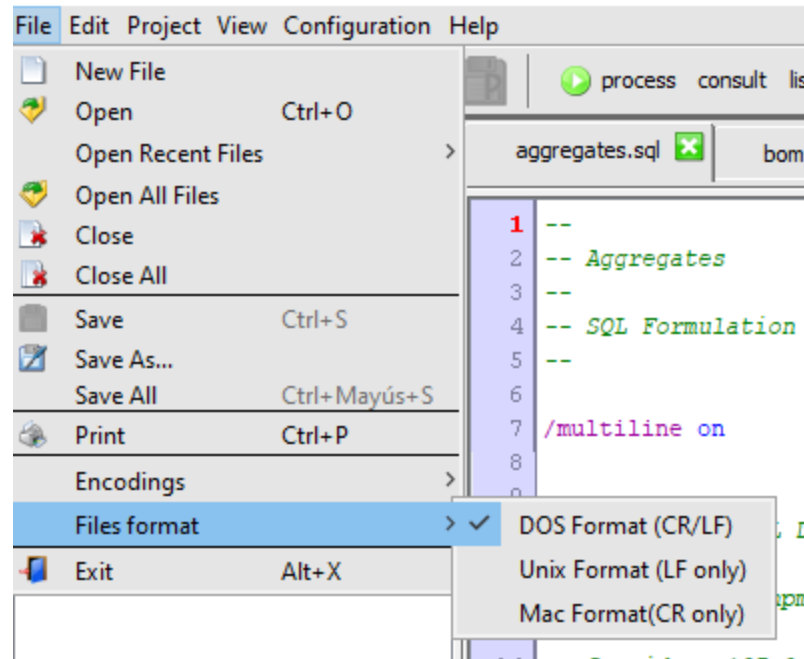 File Edit Project View Configuration Help
New File
Open Ctrl+O
Open Recent Files
Open All Files
Close
Close All
Save Ctrl+S
Save As...
Save All Ctrl+Mayús+S
Print Ctrl+P
Encodings
Files format
Exit Alt+X
DOS Format (CR/LF)
Unix Format (LF only)
Mac Format(CR only)
process consult
aggregates.sql bom
1 --
2 -- Aggregates
3 --
4 -- SQL Formulation
5 --
6
7 /multiline on
8